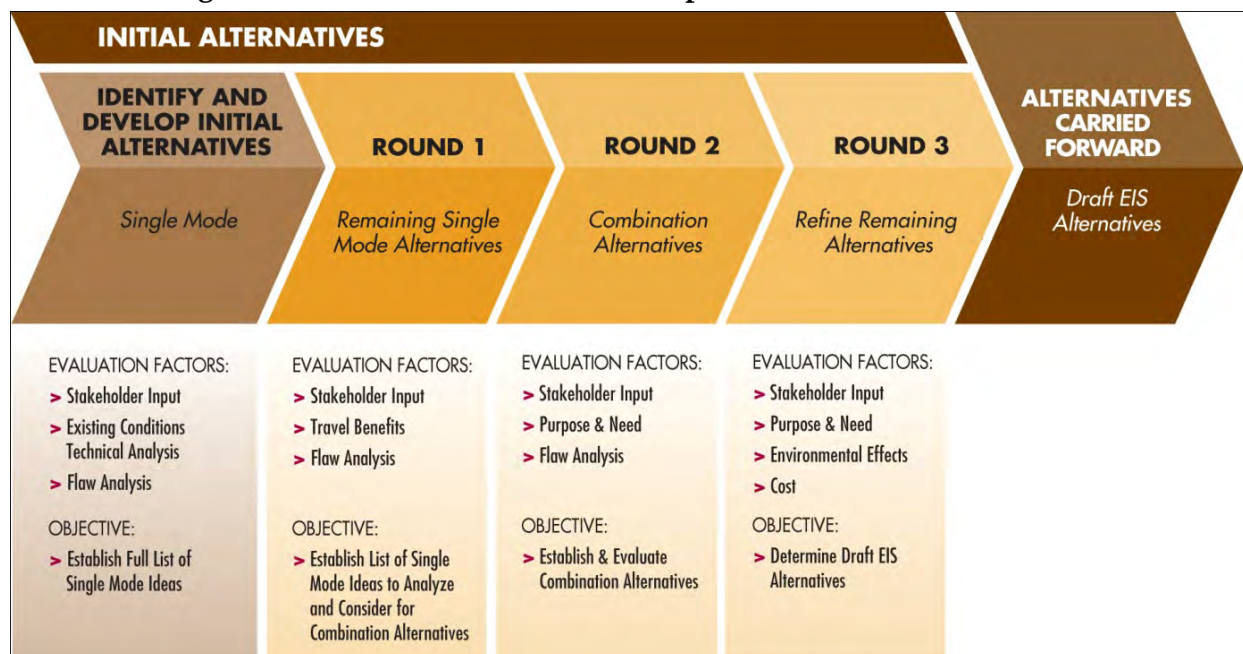 INITIAL ALTERNATIVES
IDENTIFY AND
DEVELOP INITIAL
ALTERNATIVES
Single Mode
ROUND 1
Remaining Single
Mode Alternatives
ROUND 2
Combination
Alternatives
ROUND 3
Refine Remaining
Alternatives
ALTERNATIVES
CARRIED
FORWARD
Draft EIS
Alternatives
EVALUATION FACTORS:
> Stakeholder Input
> Existing Conditions
Technical Analysis
> Flaw Analysis
OBJECTIVE:
> Establish Full List of
Single Mode Ideas
EVALUATION FACTORS:
> Stakeholder Input
> Travel Benefits
> Flaw Analysis
OBJECTIVE:
> Establish List of Single
Mode Ideas to Analyze
and Consider for
Combination Alternatives
EVALUATION FACTORS:
> Stakeholder Input
> Purpose & Need
> Flaw Analysis
OBJECTIVE:
> Establish & Evaluate
Combination Alternatives
EVALUATION FACTORS:
> Stakeholder Input
> Purpose & Need
> Environmental Effects
> Cost
OBJECTIVE:
> Determine Draft EIS
Alternatives